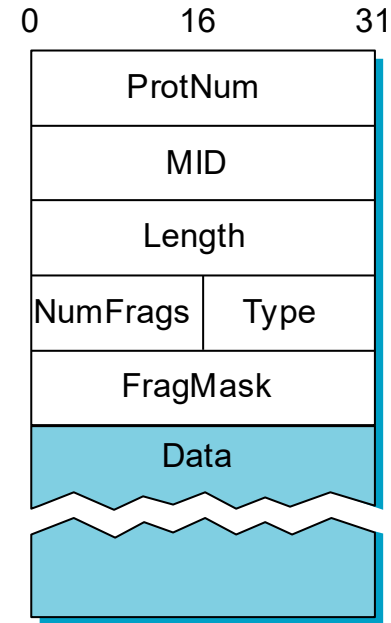 0 16 31
ProtNum
MID
Length
NumFrags Type
FragMask
Data